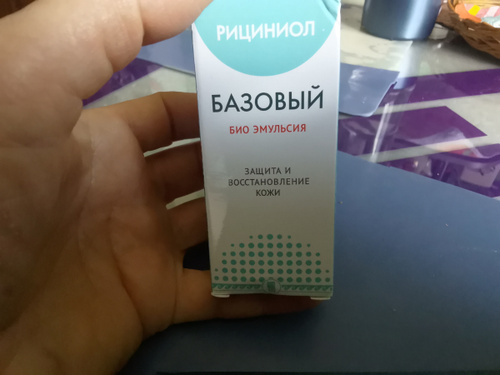 РИЦИНИОЛ
БАЗОВЫЙ
БИО ЭМУЛЬСИЯ
ЗАЩИТА И
ВОССТАНОВЛЕНИЕ
КОЖИ